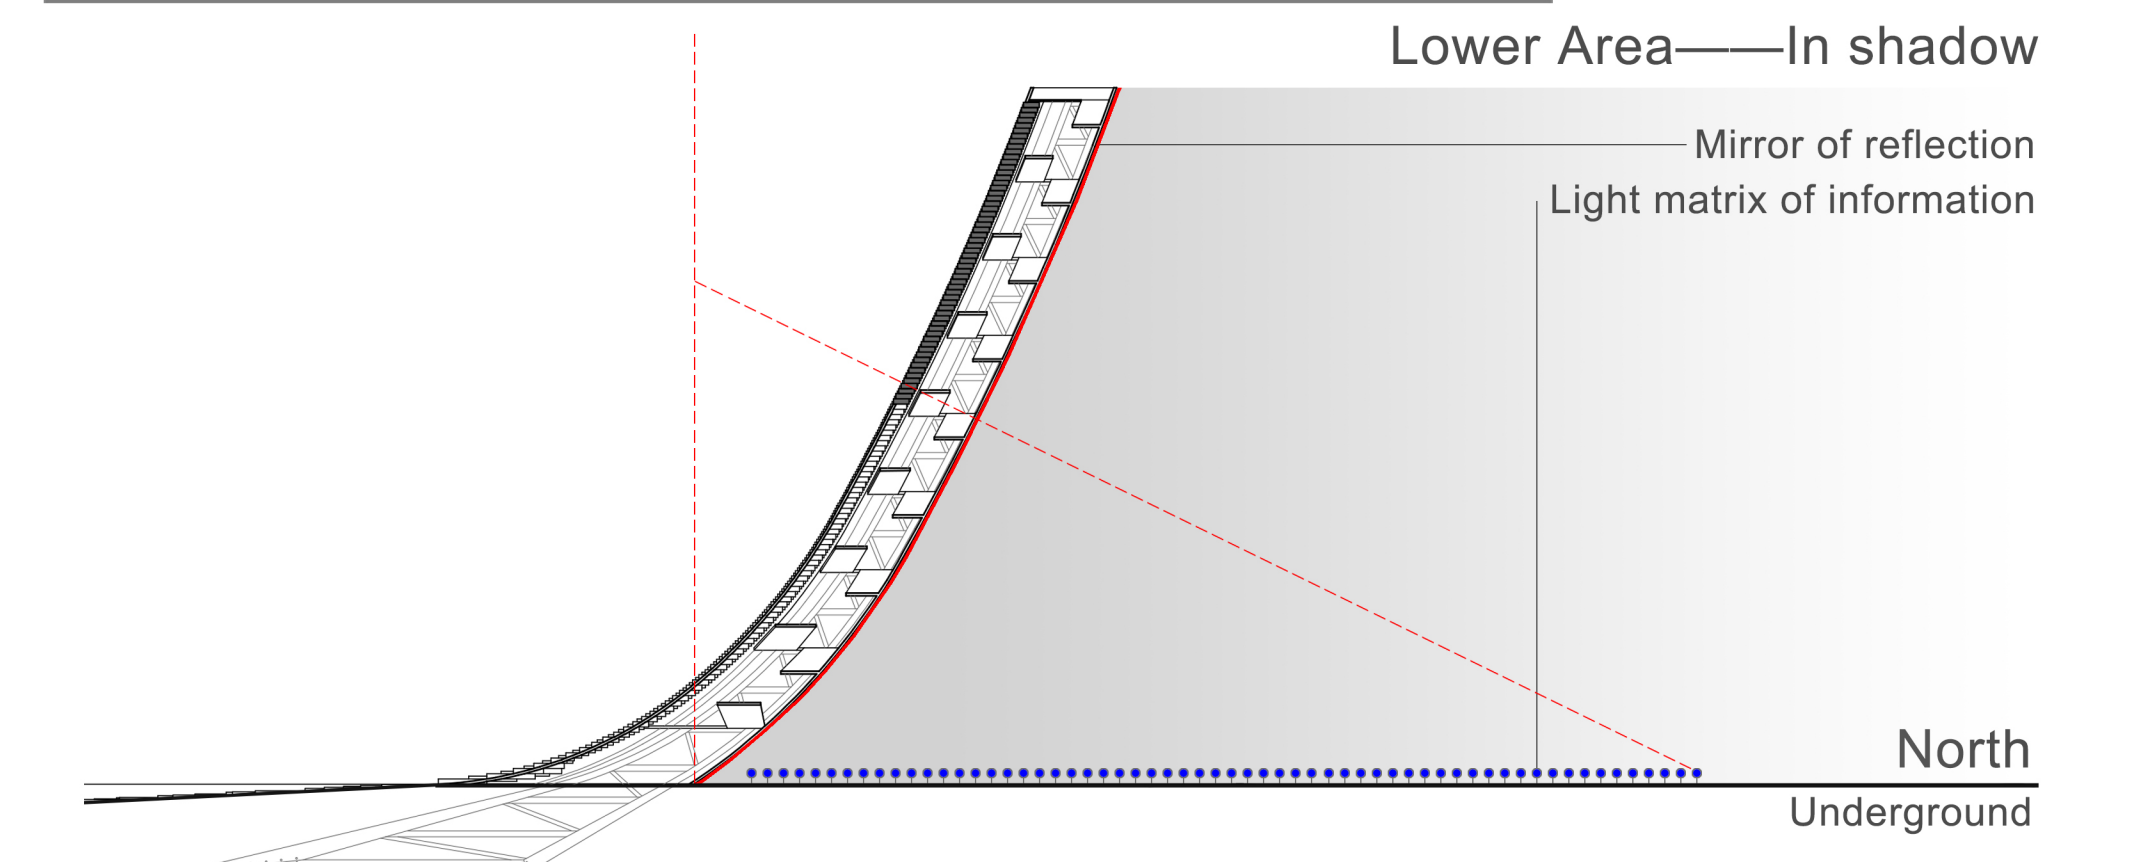 Lower Area——In shadow
Mirror of reflection
Light matrix of information
North
Underground